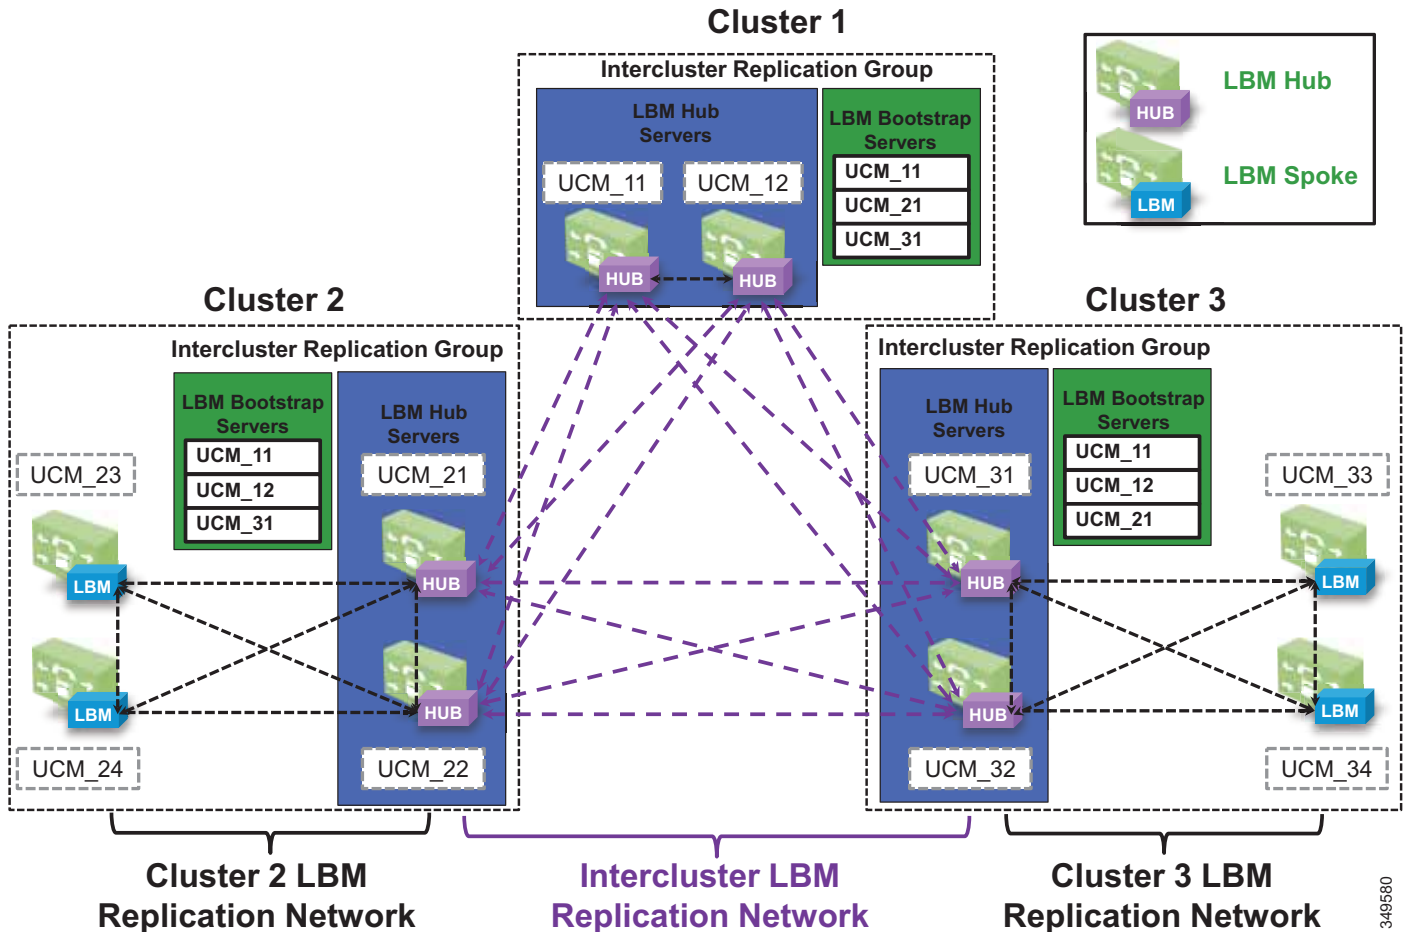 Cluster 1
Intercluster Replication Group
LBM Hub
Servers
UCM_11
UCM_12
HUB
HUB
LBM Bootstrap
Servers
UCM_11
UCM_21
UCM_31
HUB
LBM Hub
LBM
LBM Spoke
Cluster 2
Intercluster Replication Group
LBM Bootstrap
Servers
UCM_11
UCM_12
UCM_31
LBM Hub
Servers
UCM_23
UCM_21
LBM
HUB
LBM
HUB
UCM_24
UCM_22
Cluster 3
Intercluster Replication Group
LBM Hub
Servers
LBM Bootstrap
Servers
UCM_11
UCM_12
UCM_21
UCM_31
UCM_33
HUB
LBM
HUB
LBM
UCM_32
UCM_34
Cluster 2 LBM
Replication Network
Intercluster LBM
Replication Network
Cluster 3 LBM
Replication Network
349580